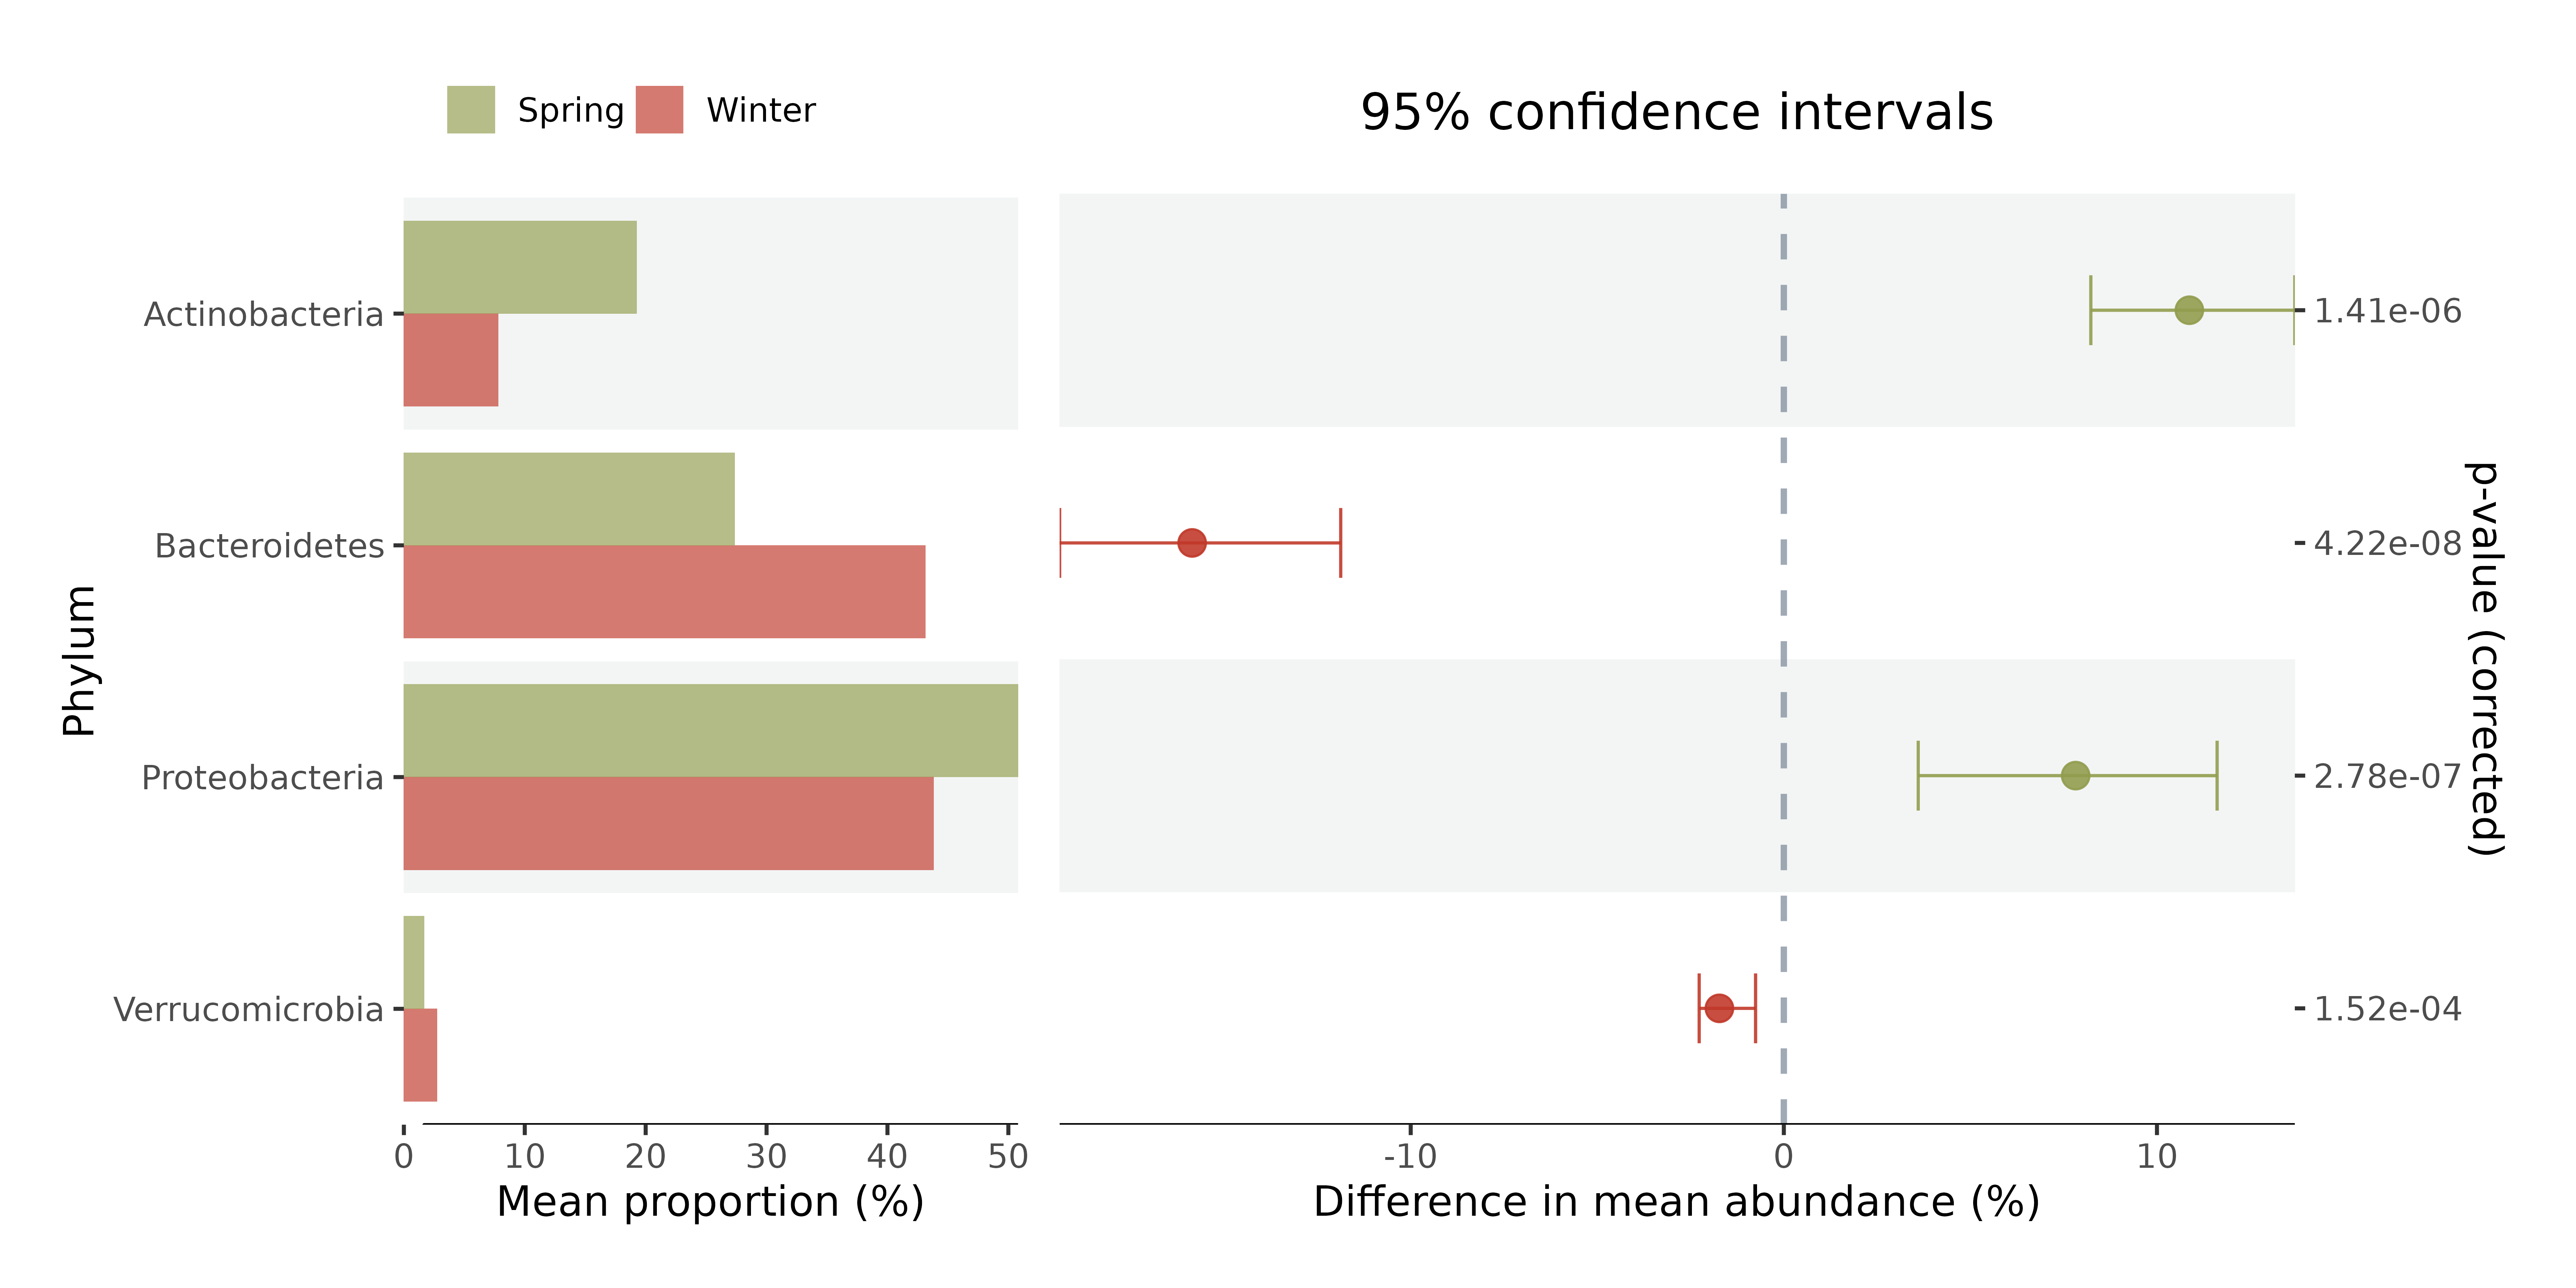 Spring Winter
95% confidence intervals
Phylum
Actinobacteria
Bacteroidetes
Proteobacteria
Verrucomicrobia
0 10 20 30 40 50
Mean proportion (%)
-10 0 10
Difference in mean abundance (%)
1.41e-06
4.22e-08
2.78e-07
1.52e-04
p-value (corrected)